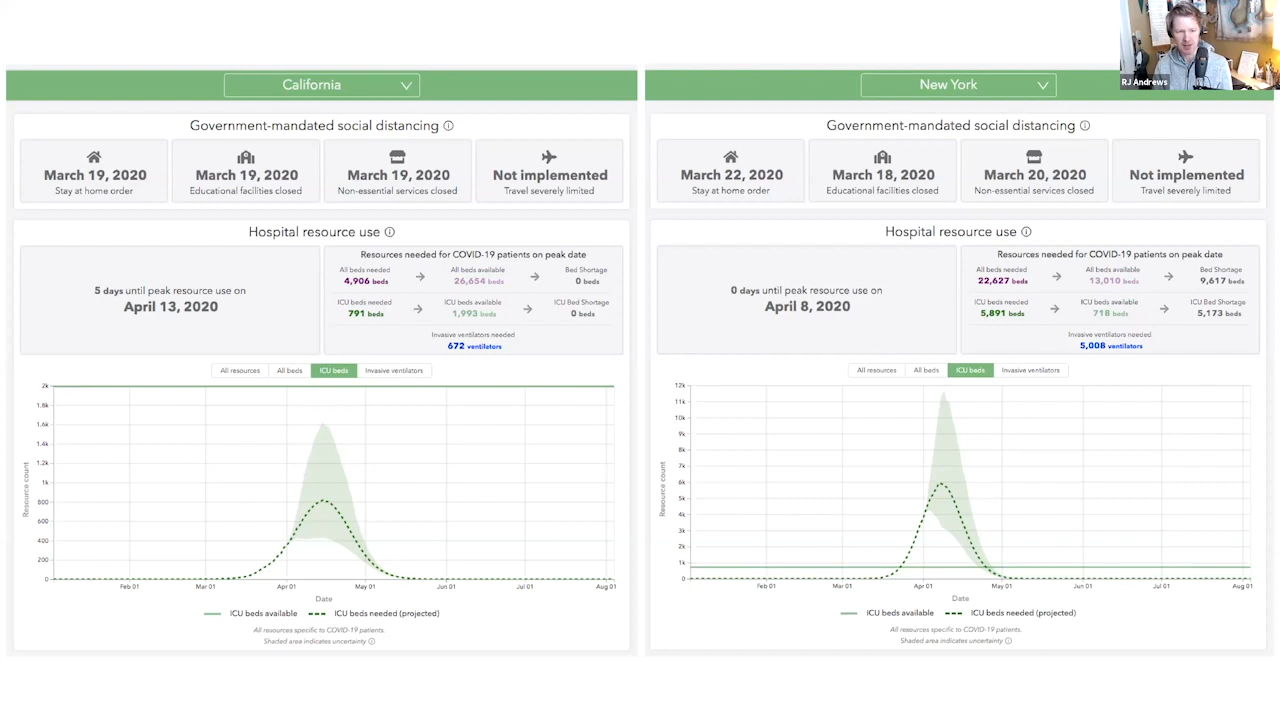 RJ Andrews
California
Government-mandated social distancing
March 19, 2020
Stay at home order
March 19, 2020
Educational facilities closed
March 19, 2020
Non-essential services closed
Not implemented
Travel severely limited
Hospital resource use
5 days until peak resource use on
April 13, 2020
Resources needed for COVID-19 patients on peak date
All beds needed
4,906 beds
All beds available
26,654 beds
Bed Shortage
0 beds
ICU beds needed
791 beds
ICU beds available
1,993 beds
ICU Bed Shortage
0 beds
Invasive ventilators needed
672 ventilators
All resources All beds ICU beds Invasive ventilators
2k
1.8k
1.6k
1.4k
1.2k
1k
800
600
400
200
0
Resource count
Feb 01 Mar 01 Apr 01 May 01 Jun 01 Jul 01 Aug 01
Date
ICU beds available ICU beds needed (projected)
All resources specific to COVID-19 patients.
Shaded area indicates uncertainty
New York
Government-mandated social distancing
March 22, 2020
Stay at home order
March 18, 2020
Educational facilities closed
March 20, 2020
Non-essential services closed
Not implemented
Travel severely limited
Hospital resource use
0 days until peak resource use on
April 8, 2020
Resources needed for COVID-19 patients on peak date
All beds needed
22,627 beds
All beds available
13,010 beds
Bed Shortage
9,617 beds
ICU beds needed
5,891 beds
ICU beds available
718 beds
ICU Bed Shortage
5,173 beds
Invasive ventilators needed
5,008 ventilators
All resources All beds ICU beds Invasive ventilators
12k
11k
10k
9k
8k
7k
6k
5k
4k
3k
2k
1k
0
Resource count
Feb 01 Mar 01 Apr 01 May 01 Jun 01 Jul 01 Aug 01
Date
ICU beds available ICU beds needed (projected)
All resources specific to COVID-19 patients.
Shaded area indicates uncertainty